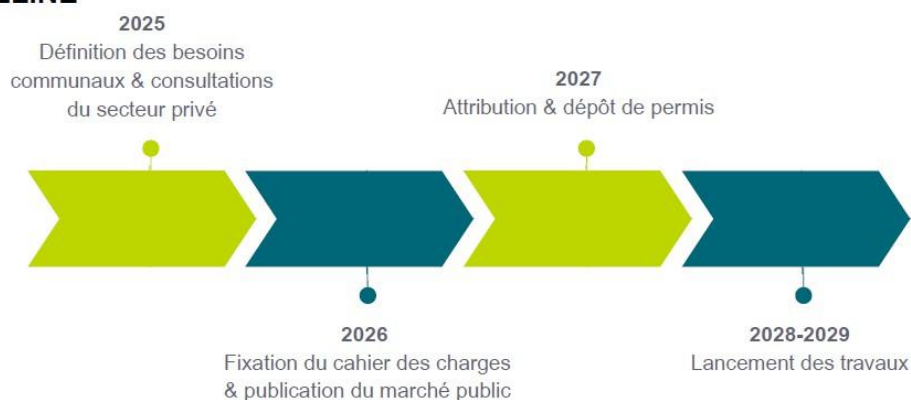 2025
Définition des besoins
communaux & consultations
du secteur privé
2027
Attribution & dépôt de permis
2026
Fixation du cahier des charges
& publication du marché public
2028-2029
Lancement des travaux